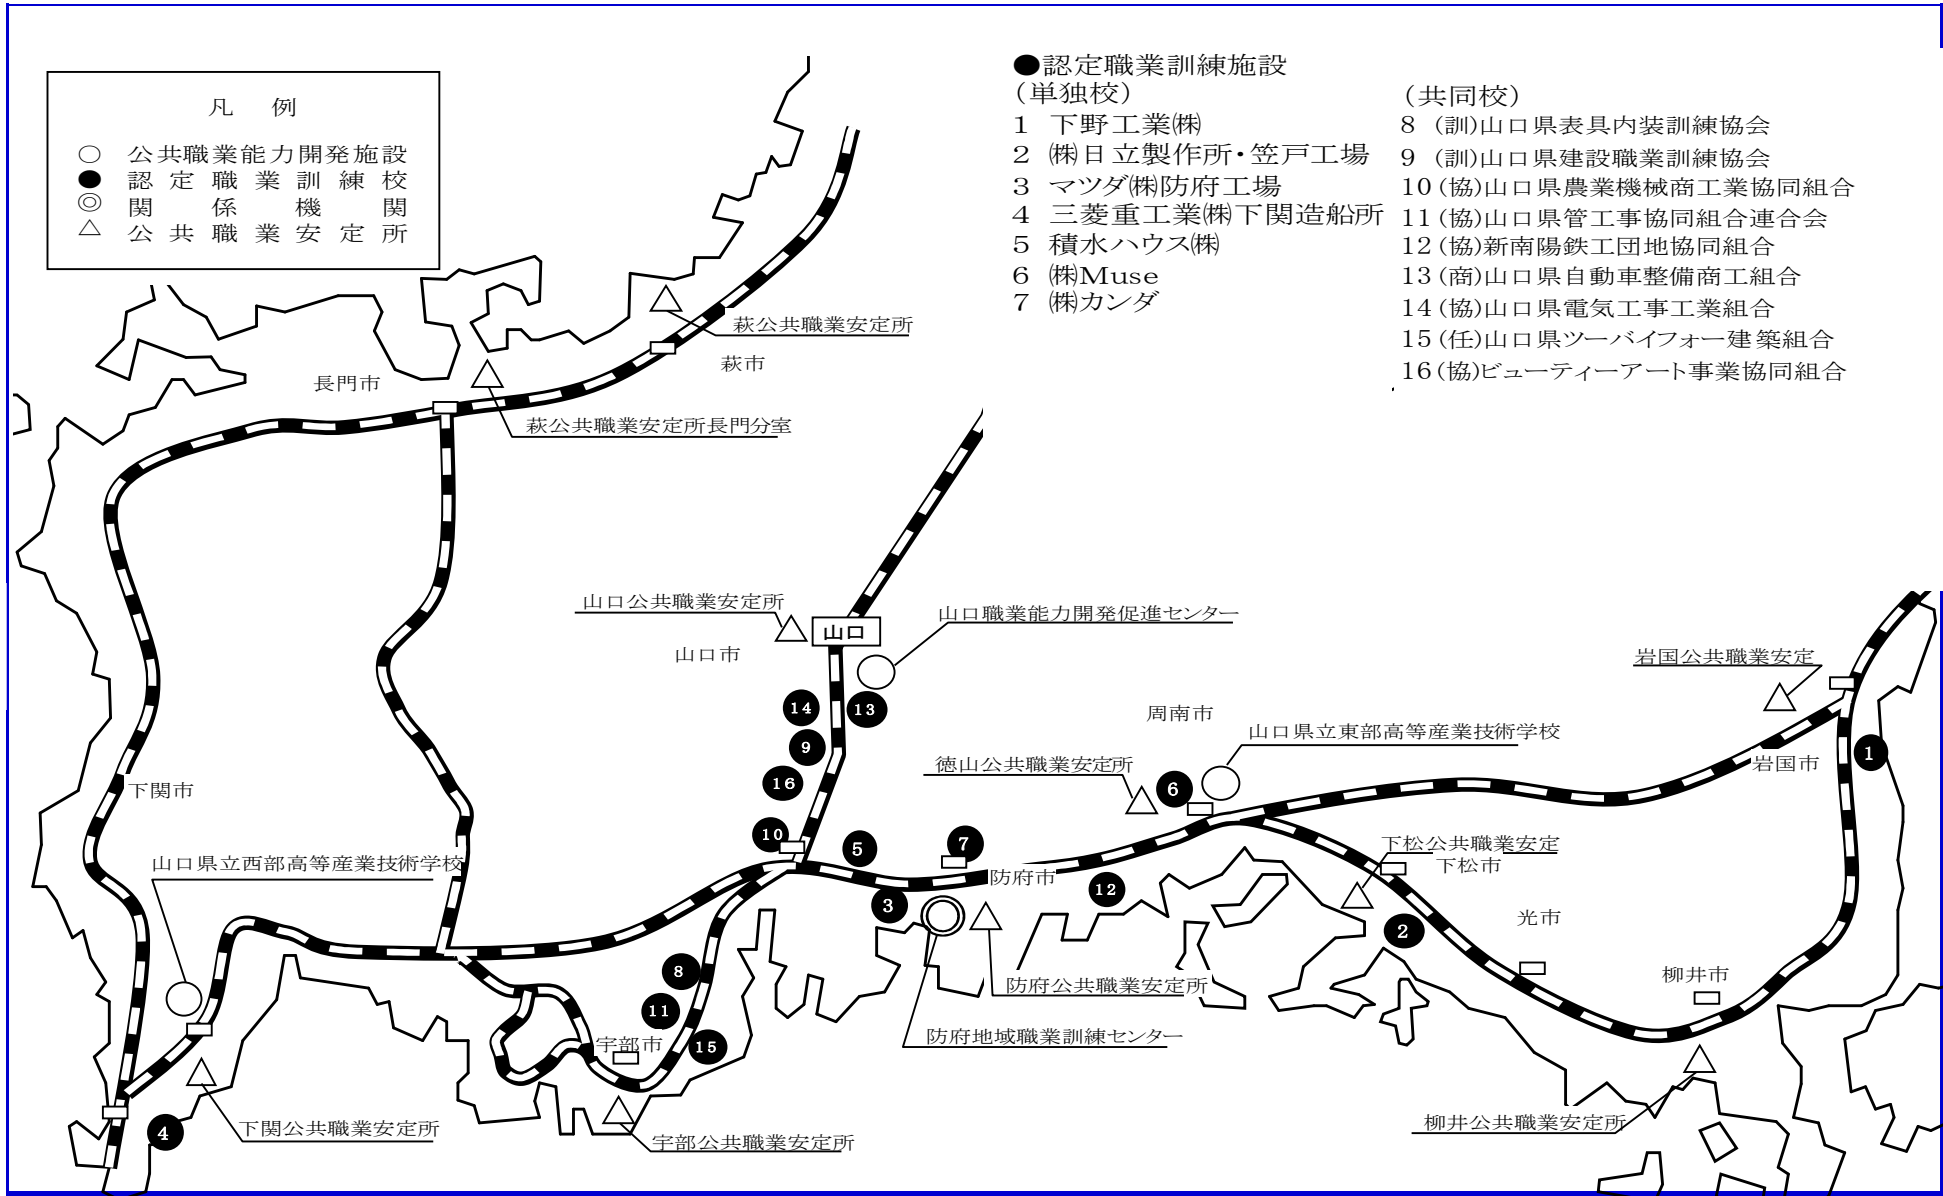 凡 例
○ 公共職業能力開発施設
● 認定職業訓練校
◎ 関係機関
△ 公共職業安定所
●認定職業訓練施設
(単独校)
1 下野工業㈱
2 ㈱日立製作所・笠戸工場
3 マツダ㈱防府工場
4 三菱重工業㈱下関造船所
5 積水ハウス㈱
6 ㈱Muse
7 ㈱カンダ
(共同校)
8 (訓)山口県表具内装訓練協会
9 (訓)山口県建設職業訓練協会
10(協)山口県農業機械商工業協同組合
11(協)山口県管工事協同組合連合会
12(協)新南陽鉄工団地協同組合
13(商)山口県自動車整備商工組合
14(協)山口県電気工事工業組合
15(任)山口県ツーバイフォー建築組合
16(協)ビューティーアート事業協同組合
萩公共職業安定所
萩市
長門市
萩公共職業安定所長門分室
山口公共職業安定所
山口
山口職業能力開発促進センター
山口市
岩国公共職業安定
14
13
周南市
山口県立東部高等産業技術学校
9
1
徳山公共職業安定所
岩国市
16
6
下関市
10
5
7
下松公共職業安定
下松市
山口県立西部高等産業技術学校
防府市
12
3
光市
2
8
柳井市
防府公共職業安定所
11
防府地域職業訓練センター
宇部市
15
4
下関公共職業安定所
宇部公共職業安定所
柳井公共職業安定所